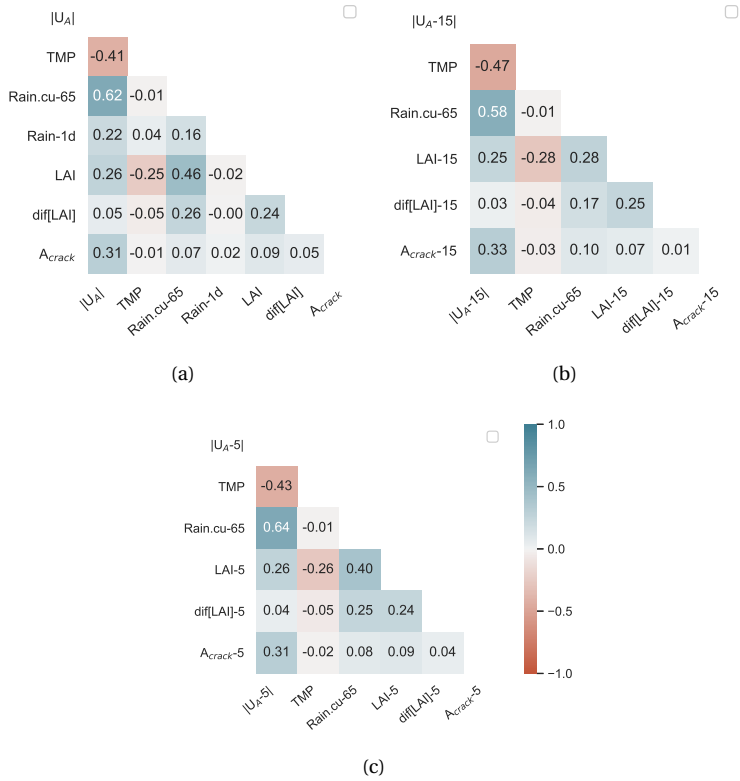 |U_A|
TMP -0.41
Rain.cu-65 0.62 -0.01
Rain-1d 0.22 0.04 0.16
LAI 0.26 -0.25 0.46 -0.02
dif[LAI] 0.05 -0.05 0.26 -0.00 0.24
A_crack 0.31 -0.01 0.07 0.02 0.09 0.05
|U_A| TMP Rain.cu-65 Rain-1d LAI dif[LAI] A_crack
(a)
|U_A-15|
TMP -0.47
Rain.cu-65 0.58 -0.01
LAI-15 0.25 -0.28 0.28
dif[LAI]-15 0.03 -0.04 0.17 0.25
A_crack-15 0.33 -0.03 0.10 0.07 0.01
|U_A-15| TMP Rain.cu-65 LAI-15 dif[LAI]-15 A_crack-15
(b)
|U_A-5|
TMP -0.43
Rain.cu-65 0.64 -0.01
LAI-5 0.26 -0.26 0.40
dif[LAI]-5 0.04 -0.05 0.25 0.24
A_crack-5 0.31 -0.02 0.08 0.09 0.04
|U_A-5| TMP Rain.cu-65 LAI-5 dif[LAI]-5 A_crack-5
1.0
0.5
0.0
−0.5
−1.0
(c)